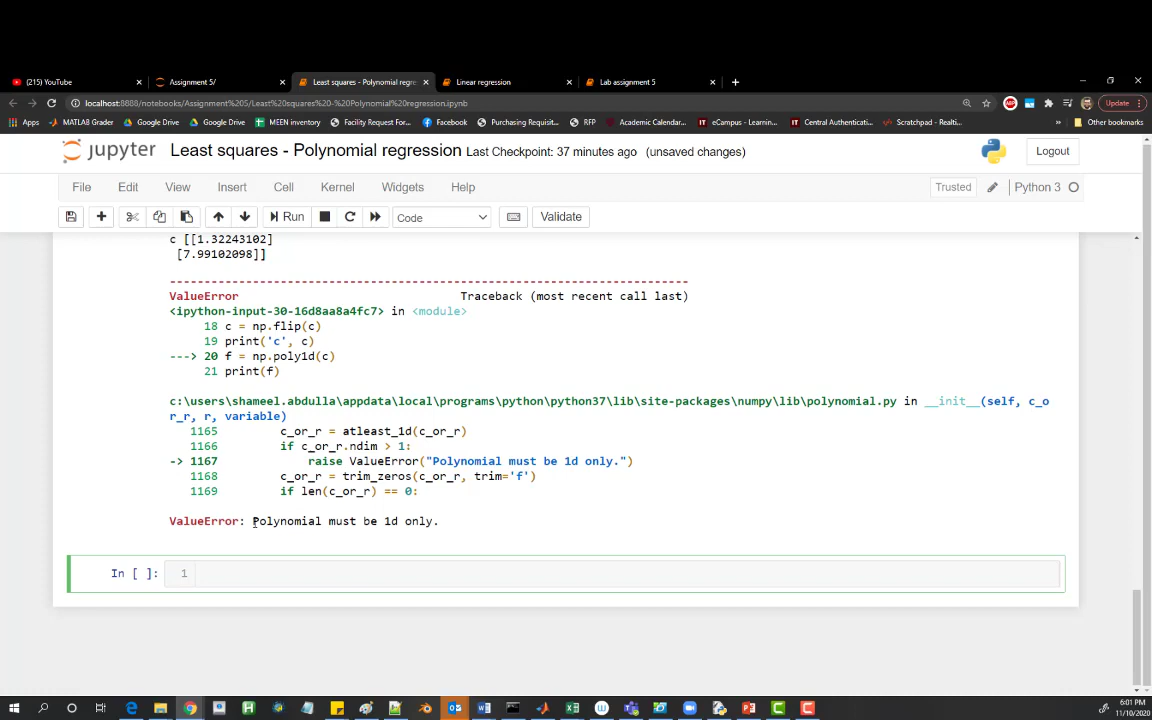 (215) YouTube
Assignment 5/
Least squares - Polynomial regre
Linear regression
Lab assignment 5
localhost:8888/notebooks/Assignment%205/Least%20squares%20-%20Polynomial%20regression.ipynb
Update
Apps
MATLAB Grader
Google Drive
Google Drive
MEEN inventory
Facility Request For...
Facebook
Purchasing Requisit...
RFP
Academic Calendar...
eCampus - Learnin...
Central Authenticati...
Scratchpad - Realti...
Other bookmarks
jupyter
Least squares - Polynomial regression Last Checkpoint: 37 minutes ago (unsaved changes)
Logout
File Edit View Insert Cell Kernel Widgets Help
Trusted
Python 3
Run
Code
Validate
c [[1.32243102]
[7.99102098]]
---------------------------------------------------------------------------
ValueError Traceback (most recent call last)
<ipython-input-30-16d8aa8a4fc7> in <module>
18 c = np.flip(c)
19 print('c', c)
---> 20 f = np.poly1d(c)
21 print(f)
c:\users\shameel.abdulla\appdata\local\programs\python\python37\lib\site-packages\numpy\lib\polynomial.py in __init__(self, c_o
r_r, r, variable)
1165 c_or_r = atleast_1d(c_or_r)
1166 if c_or_r.ndim > 1:
-> 1167 raise ValueError("Polynomial must be 1d only.")
1168 c_or_r = trim_zeros(c_or_r, trim='f')
1169 if len(c_or_r) == 0:
ValueError: Polynomial must be 1d only.
In [ ]: 1
6:01 PM
11/10/2020